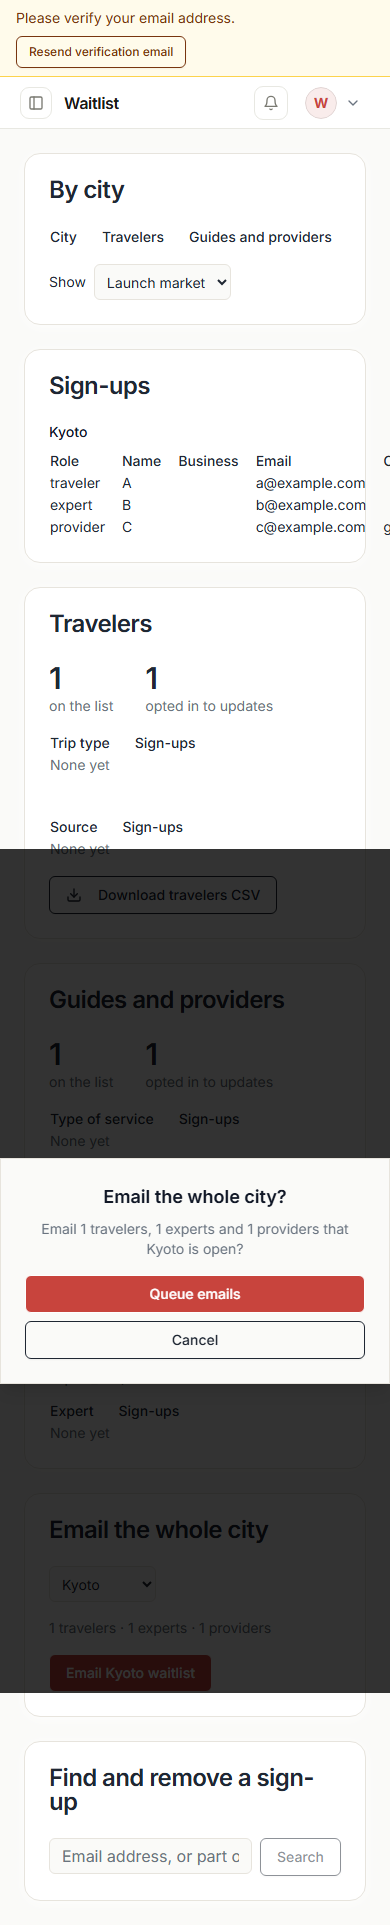 Please verify your email address.
Resend verification email
Waitlist
W
By city
City Travelers Guides and providers
Show Launch market
Sign-ups
Kyoto
Role Name Business Email
traveler A a@example.com
expert B b@example.com
provider C c@example.com
Travelers
1 1
on the list opted in to updates
Trip type Sign-ups
None yet
Source Sign-ups
None yet
Download travelers CSV
Guides and providers
1 1
on the list opted in to updates
Type of service Sign-ups
None yet
Email the whole city?
Email 1 travelers, 1 experts and 1 providers that
Kyoto is open?
Queue emails
Cancel
Expert Sign-ups
None yet
Email the whole city
Kyoto
1 travelers · 1 experts · 1 providers
Email Kyoto waitlist
Find and remove a sign-
up
Email address, or part o
Search